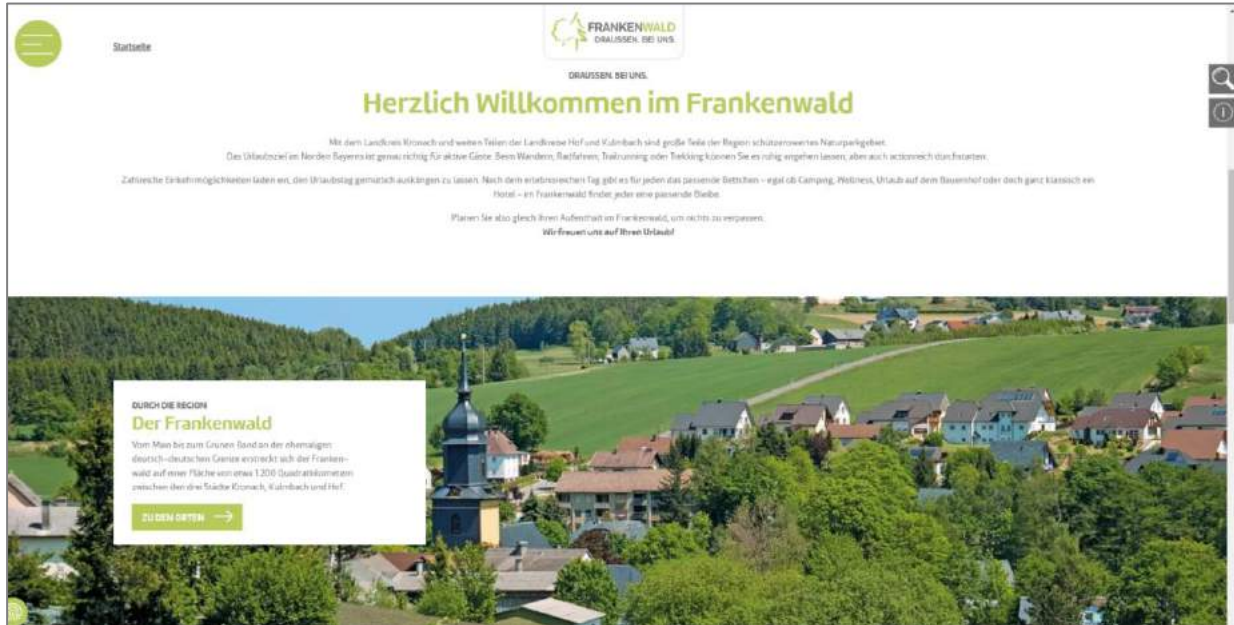 Startseite
FRANKENWALD
DRAUSSEN. BEI UNS.
DRAUSSEN. BEI UNS.
Herzlich Willkommen im Frankenwald
Mit dem Landkreis Kronach und weiten Teilen der Landkreise Hof und Kulmbach sind große Teile der Region schützenswertes Naturparkgebiet.
Das Urlaubsziel im Norden Bayerns ist genau richtig für aktive Gäste. Beim Wandern, Radfahren, Trailrunning oder Trekking können Sie es ruhig angehen lassen, aber auch actionreich durchstarten.
Zahlreiche Einkehrmöglichkeiten laden ein, den Urlaubstag gemütlich ausklingen zu lassen. Nach dem erlebnisreichen Tag gibt es für jeden das passende Bettchen – egal ob Camping, Wellness, Urlaub auf dem Bauernhof oder doch ganz klassisch ein
Hotel – im Frankenwald findet jeder eine passende Bleibe.
Planen Sie also gleich Ihren Aufenthalt im Frankenwald, um nichts zu verpassen.
Wir freuen uns auf Ihren Urlaub!
DURCH DIE REGION
Der Frankenwald
Vom Main bis zum Grünen Band an der ehemaligen
deutsch-deutschen Grenze erstreckt sich der Franken-
wald auf einer Fläche von etwa 1.200 Quadratkilometern
zwischen den drei Städte Kronach, Kulmbach und Hof.
ZU DEN ORTEN